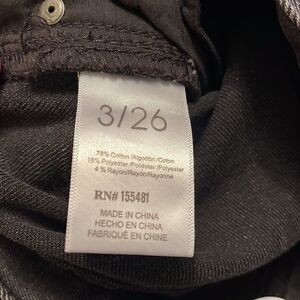 3/26
78% Cotton/Algodón/Coton
18% Polyester/Poliéster/Polyester
4% Rayon/Rayón/Rayonne
RN# 155481
MADE IN CHINA
HECHO EN CHINA
FABRIQUÉ EN CHINE